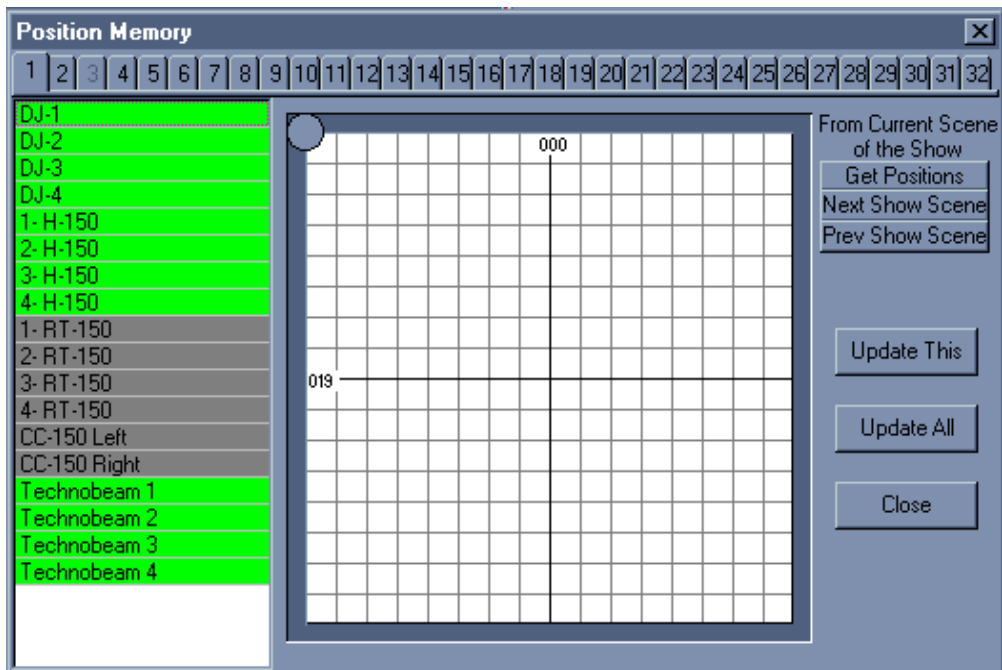 Position Memory
1 2 3 4 5 6 7 8 9 10 11 12 13 14 15 16 17 18 19 20 21 22 23 24 25 26 27 28 29 30 31 32
DJ-1
DJ-2
DJ-3
DJ-4
1- H-150
2- H-150
3- H-150
4- H-150
1- RT-150
2- RT-150
3- RT-150
4- RT-150
CC-150 Left
CC-150 Right
Technobeam 1
Technobeam 2
Technobeam 3
Technobeam 4
000
019
From Current Scene
of the Show
Get Positions
Next Show Scene
Prev Show Scene
Update This
Update All
Close